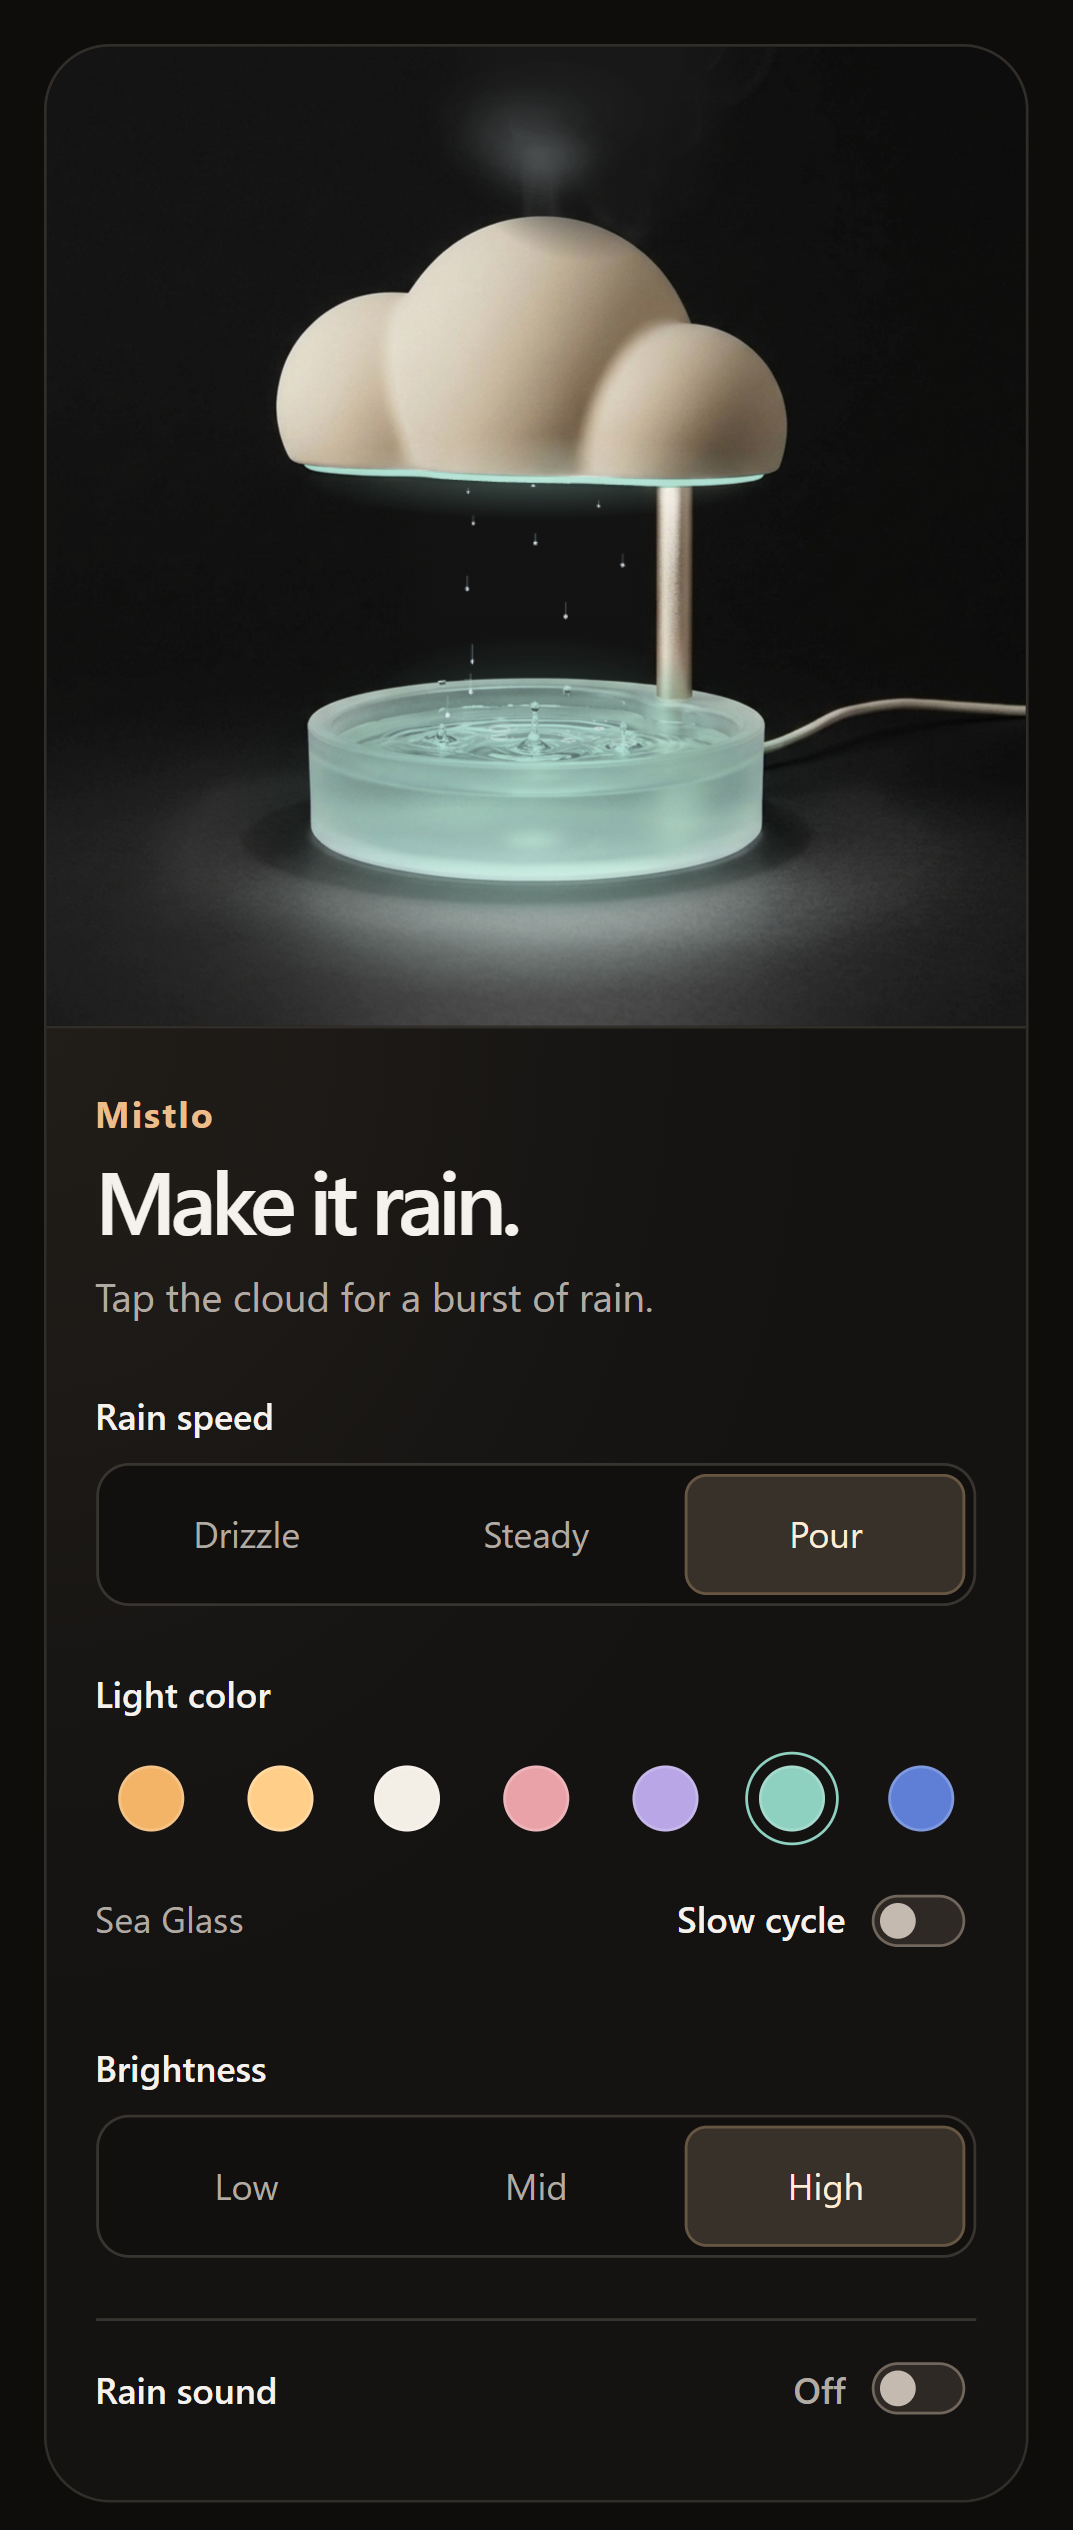 Mistlo
Make it rain.
Tap the cloud for a burst of rain.
Rain speed
Drizzle Steady Pour
Light color
Sea Glass Slow cycle
Brightness
Low Mid High
Rain sound Off